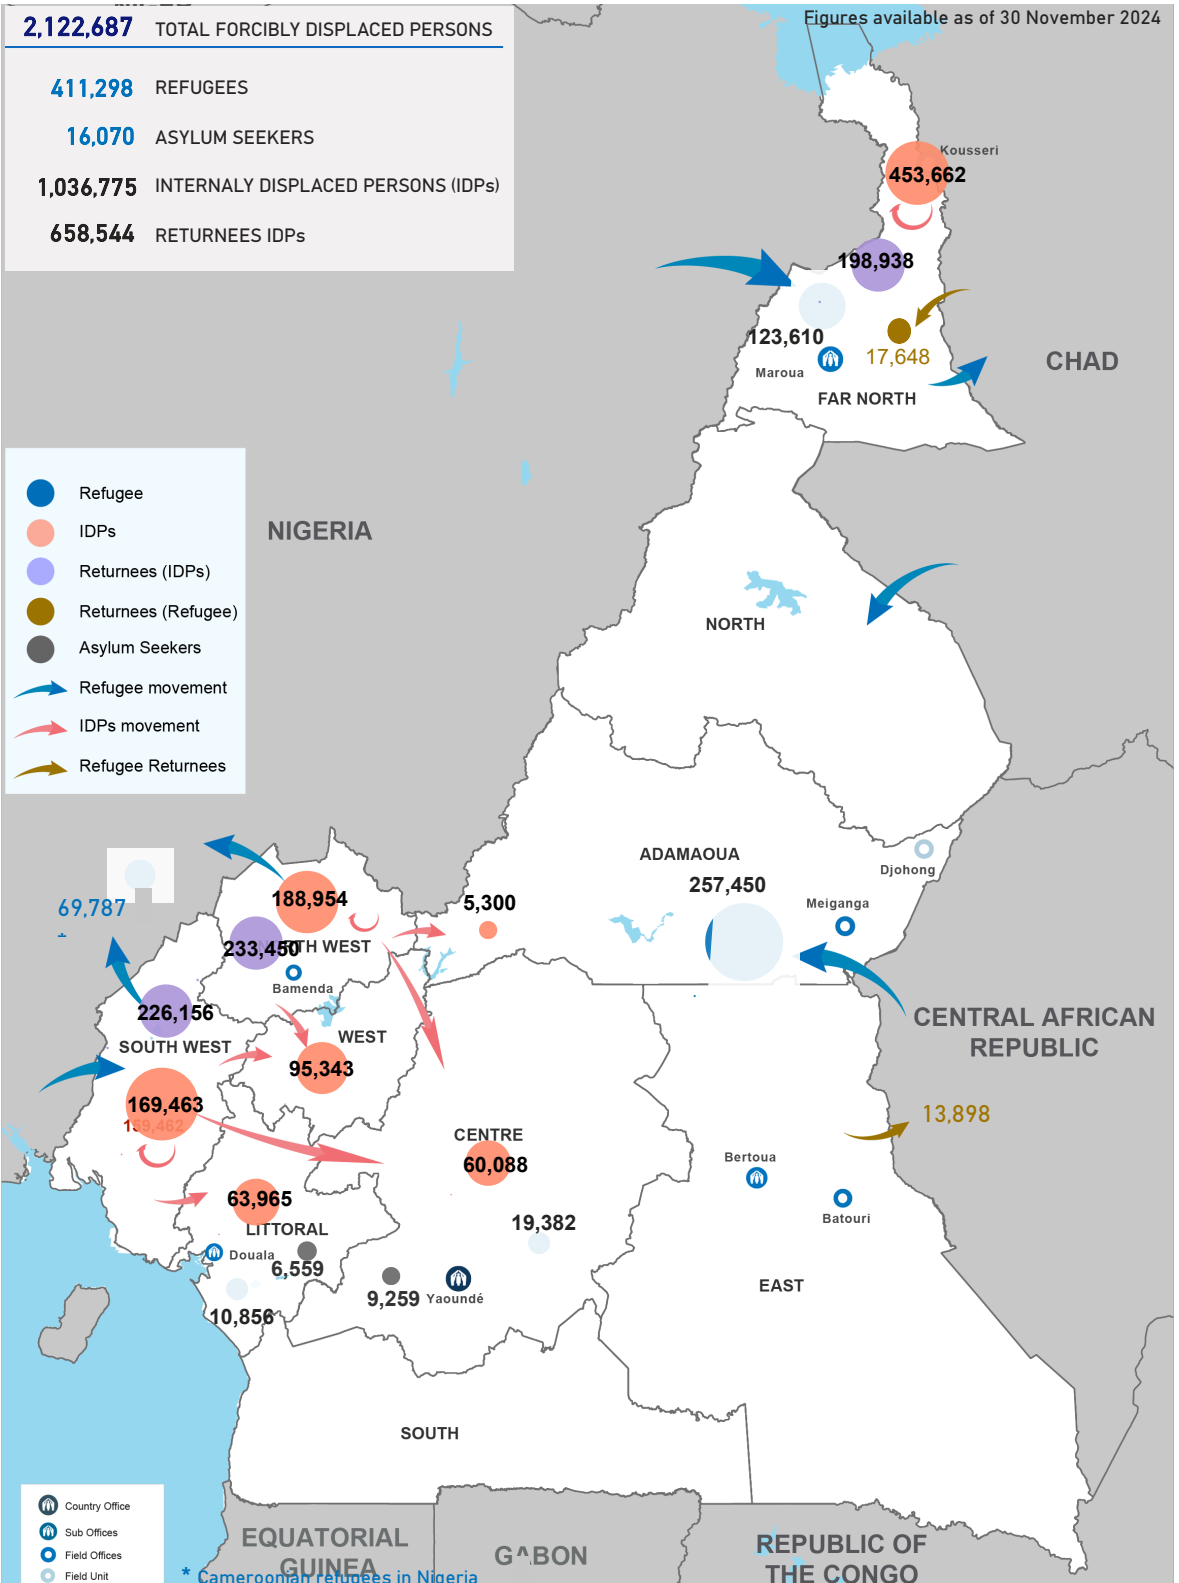 Figures available as of 30 November 2024
2,122,687 TOTAL FORCIBLY DISPLACED PERSONS
411,298 REFUGEES
16,070 ASYLUM SEEKERS
1,036,775 INTERNALY DISPLACED PERSONS (IDPs)
658,544 RETURNEES IDPs
Kousseri
453,662
198,938
123,610
17,648
Maroua
FAR NORTH
CHAD
Refugee
IDPs
Returnees (IDPs)
Returnees (Refugee)
Asylum Seekers
Refugee movement
IDPs movement
Refugee Returnees
NIGERIA
NORTH
ADAMAOUA
257,450
Djohong
Meiganga
69,787
*
188,954
5,300
233,450
RTH WEST
Bamenda
226,156
SOUTH WEST
WEST
95,343
169,463
159,462
CENTRAL AFRICAN
REPUBLIC
13,898
CENTRE
60,088
Bertoua
Batouri
63,965
LITTORAL
Douala
6,559
19,382
9,259
Yaoundé
10,856
EAST
SOUTH
Country Office
Sub Offices
Field Offices
Field Unit
EQUATORIAL
GUINEA
GABON
REPUBLIC OF
THE CONGO
* Cameroonian refugees in Nigeria